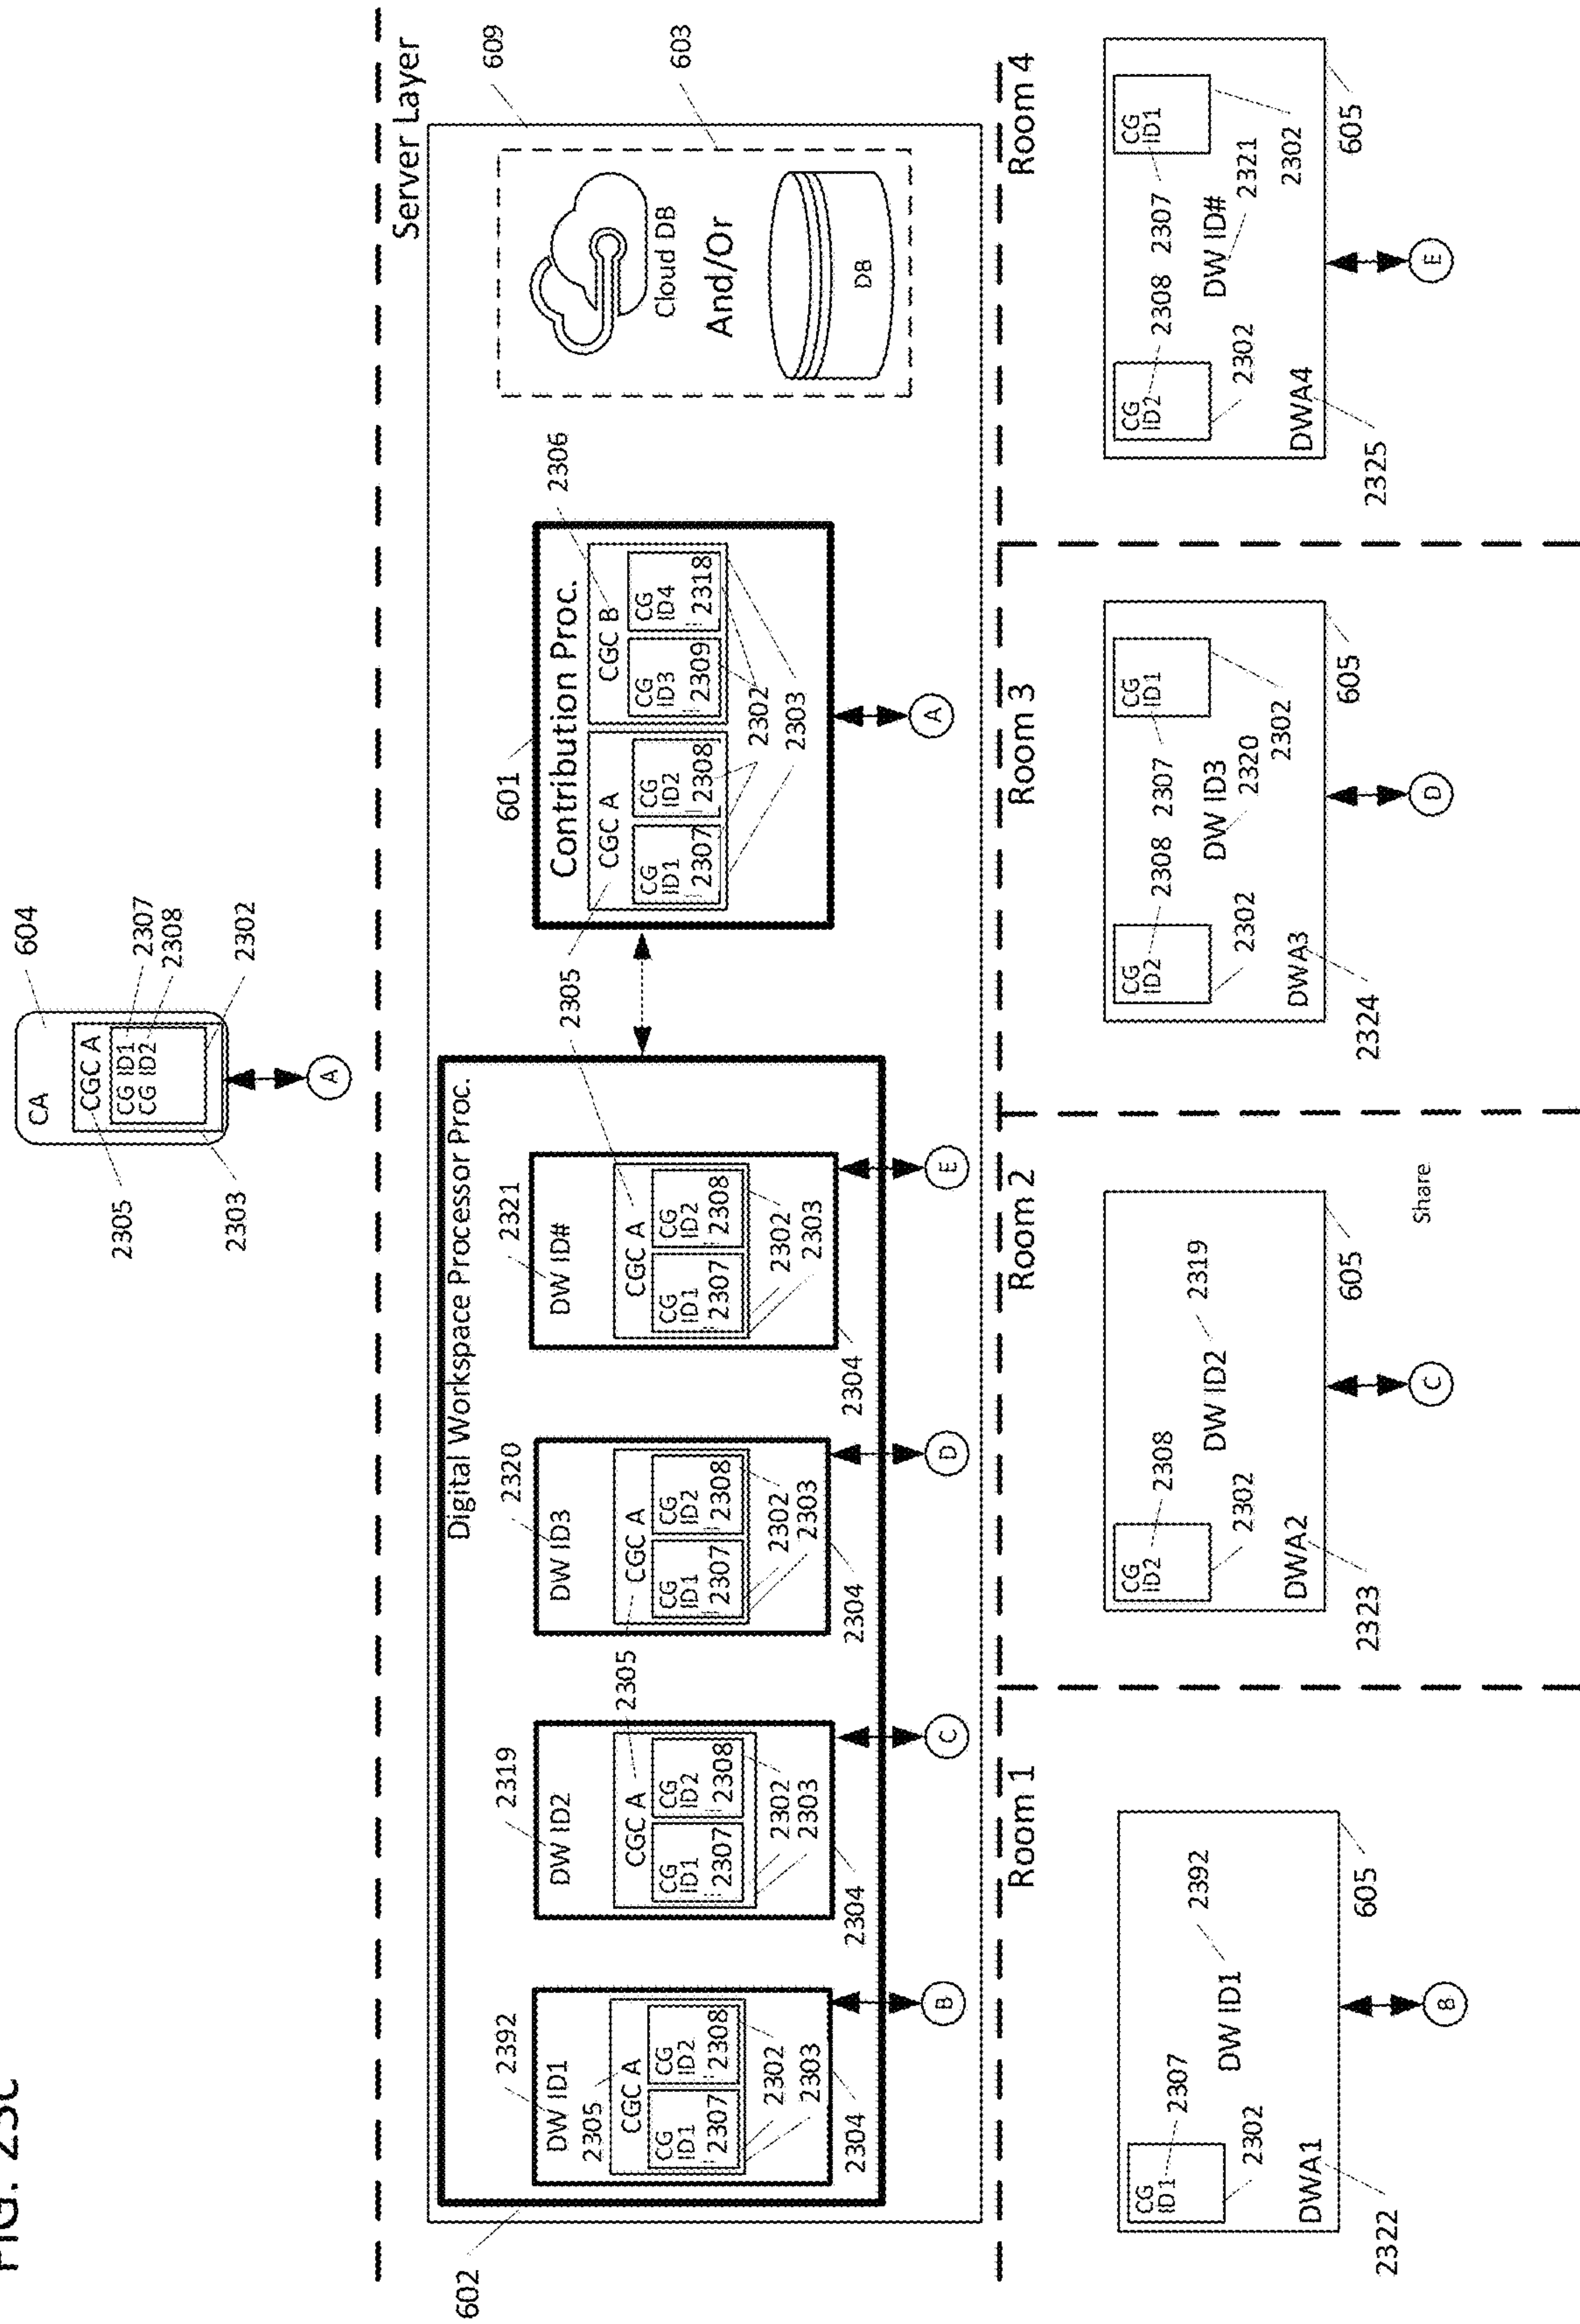 FIG. 23C
CA
604
CGC A
CG ID1
CG ID2
2307
2308
2302
2305
2303
A
Server Layer
609
603
602
Digital Workspace Processor Proc.
2392
DW ID1
2305
CGC A
CG
ID1
2307
CG
ID2
2308
2302
2303
2304
B
2319
DW ID2
2305
CGC A
CG
ID1
2307
CG
ID2
2308
2302
2303
2304
C
2320
DW ID3
CGC A
CG
ID1
2307
CG
ID2
2308
2302
2303
2304
D
2321
DW ID#
2305
CGC A
CG
ID1
2307
CG
ID2
2308
2302
2303
2304
E
601
Contribution Proc.
2306
CGC A
CG
ID1
2307
CG
ID2
2308
CGC B
CG
ID3
2309
CG
ID4
2318
2302
2303
A
Cloud DB
And/Or
DB
Room 1
CG
ID1
2307
2302
DW ID1
2392
DWA1
2322
605
B
Room 2
CG
ID2
2308
2302
DW ID2
2319
DWA2
2323
605
C
Share
Room 3
CG
ID2
2308
2307
CG
ID1
2302
DW ID3
2320
2302
DWA3
2324
605
D
Room 4
CG
ID2
2308
2307
CG
ID1
2302
DW ID#
2321
2302
DWA4
2325
605
E